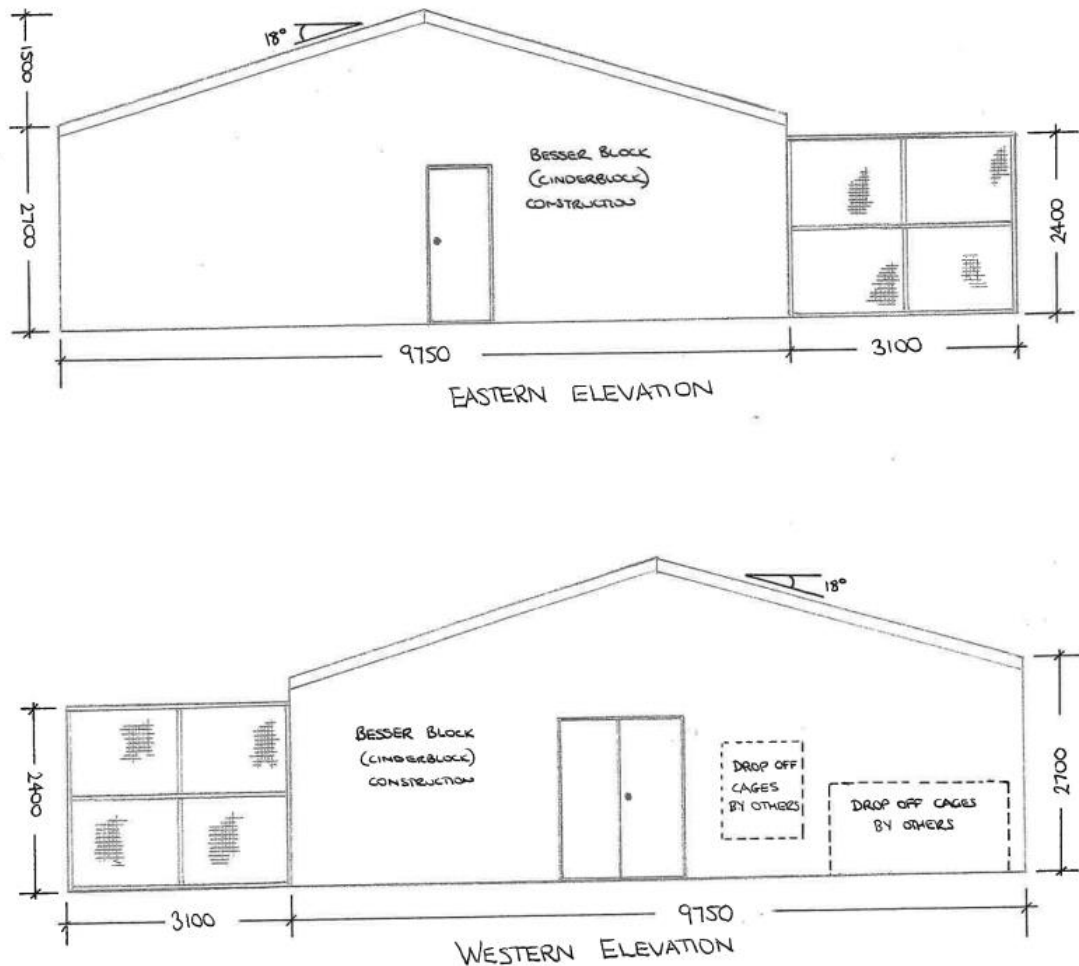 18°
1500
BESSER BLOCK
(CINDERBLOCK)
CONSTRUCTION
2700
2400
9750
3100
EASTERN ELEVATION
18°
BESSER BLOCK
(CINDERBLOCK)
CONSTRUCTION
DROP OFF
CAGES
BY OTHERS
DROP OFF CAGES
BY OTHERS
2400
2700
3100
9750
WESTERN ELEVATION